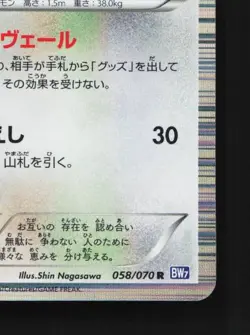 モン 高さ:1.5m 重さ:38.0kg
ヴェール
の、相手が手札から「グッズ」を出して
その効果を受けない。
えし 30
山札を引く。
お互いの 存在を 認め合い
無駄に 争わない 人のために
様々な 恵みを 分け与える。
Illus.Shin Nagasawa 058/070 R BW7